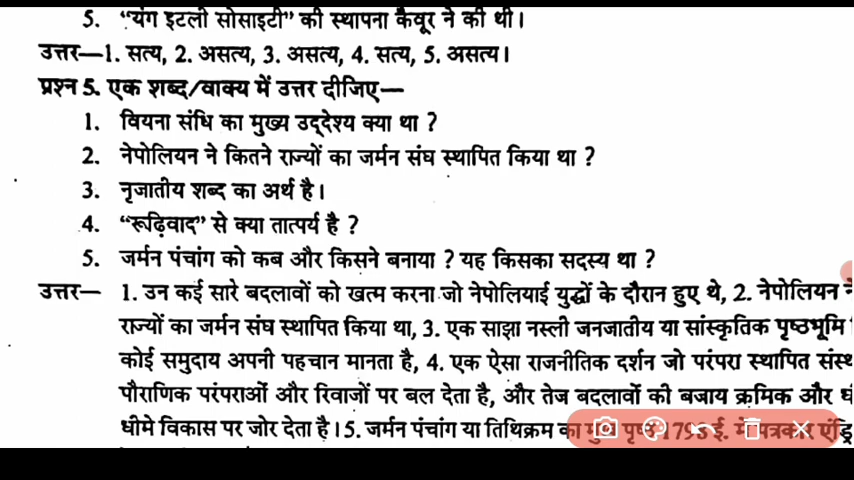 5. “यंग इटली सोसाइटी” की स्थापना कैवूर ने की थी।
उत्तर—1. सत्य, 2. असत्य, 3. असत्य, 4. सत्य, 5. असत्य।
प्रश्न 5. एक शब्द/वाक्य में उत्तर दीजिए—
1. वियना संधि का मुख्य उद्देश्य क्या था ?
2. नेपोलियन ने कितने राज्यों का जर्मन संघ स्थापित किया था ?
3. नृजातीय शब्द का अर्थ है।
4. “रूढ़िवाद” से क्या तात्पर्य है ?
5. जर्मन पंचांग को कब और किसने बनाया ? यह किसका सदस्य था ?
उत्तर— 1. उन कई सारे बदलावों को खत्म करना जो नेपोलियाई युद्धों के दौरान हुए थे, 2. नेपोलियन
राज्यों का जर्मन संघ स्थापित किया था, 3. एक साझा नस्ली जनजातीय या सांस्कृतिक पृष्ठभूमि
कोई समुदाय अपनी पहचान मानता है, 4. एक ऐसा राजनीतिक दर्शन जो परंपरा स्थापित
पौराणिक परंपराओं और रिवाजों पर बल देता है, और तेज बदलावों की बजाय क्रमिक और
धीमे विकास पर जोर देता है। 5. जर्मन पंचांग या तिथिक्रम का ई. में पत्रकार